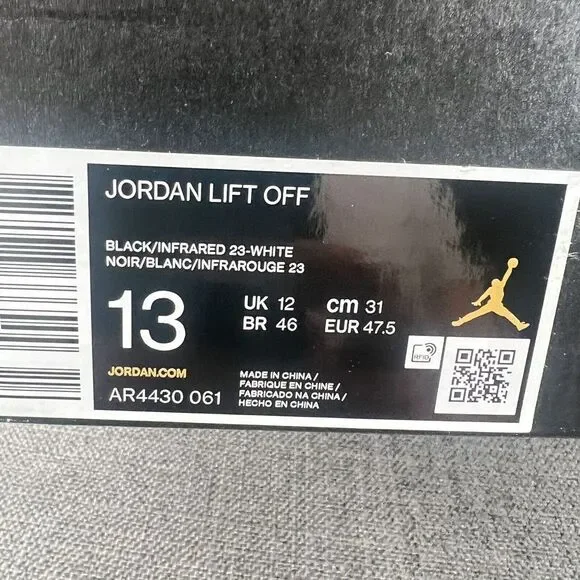 JORDAN LIFT OFF
BLACK/INFRARED 23-WHITE
NOIR/BLANC/INFRAROUGE 23
13
UK 12
BR 46
cm 31
EUR 47.5
RFID
JORDAN.COM
AR4430 061
MADE IN CHINA /
FABRIQUE EN CHINE /
FABRICADO NA CHINA /
HECHO EN CHINA